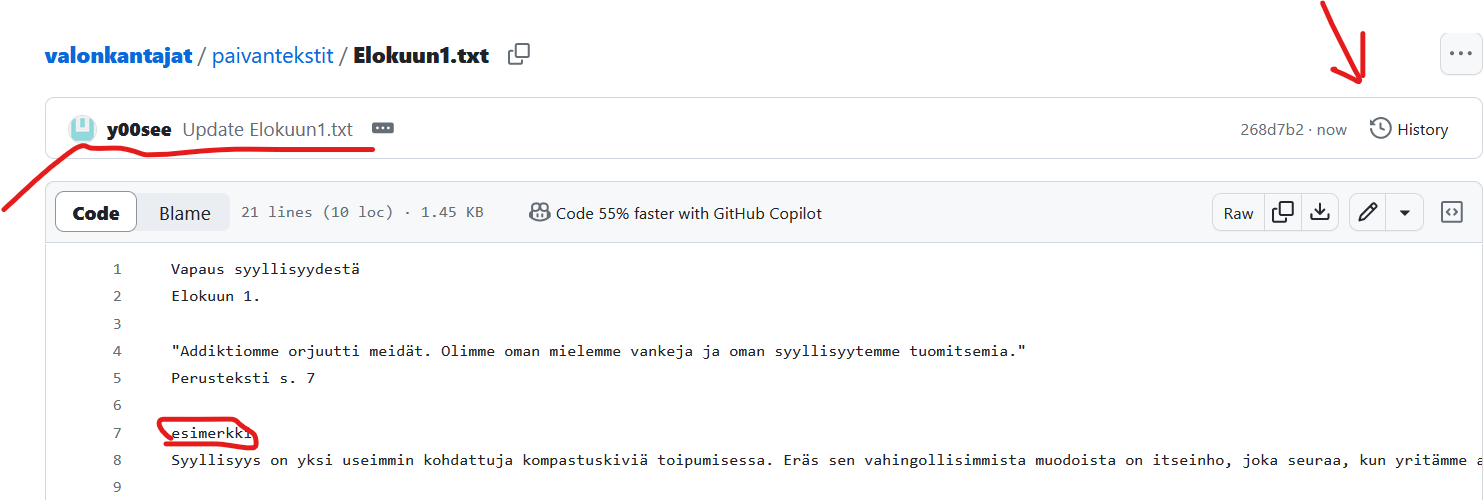 valonkantajat / paivantekstit / Elokuun1.txt
y00see Update Elokuun1.txt
268d7b2 · now History
Code Blame 21 lines (10 loc) · 1.45 KB Code 55% faster with GitHub Copilot Raw
1 Vapaus syyllisyydestä
2 Elokuun 1.
3
4 "Addiktiomme orjuutti meidät. Olimme oman mielemme vankeja ja oman syyllisyytemme tuomitsemia."
5 Perusteksti s. 7
6
7 esimerkki
8 Syyllisyys on yksi useimmin kohdattuja kompastuskiviä toipumisessa. Eräs sen vahingollisimmista muodoista on itseinho, joka seuraa, kun yritämme a
9